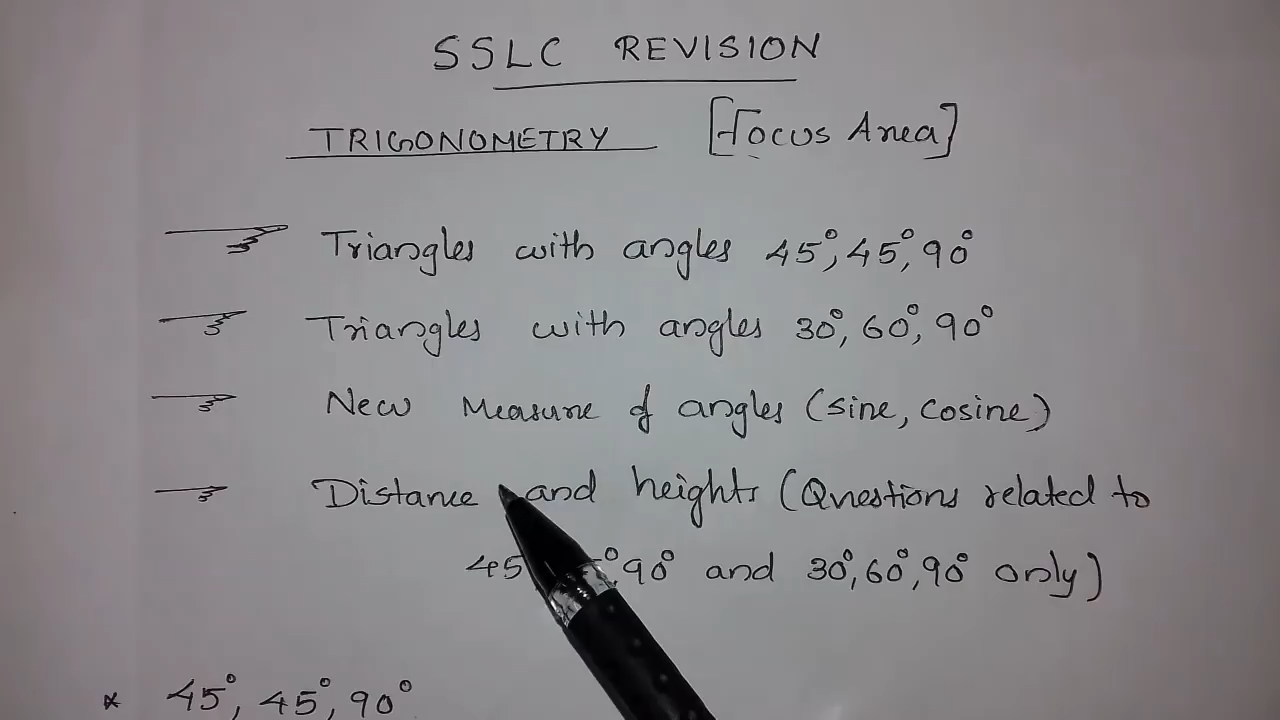 SSLC REVISION
TRIGONOMETRY [Focus Area]
Triangles with angles 45°, 45°, 90°
Triangles with angles 30°, 60°, 90°
New Measure of angles (sine, cosine)
Distance and heights (Questions related to
45 90° and 30°, 60°, 90° only)
* 45°, 45°, 90°